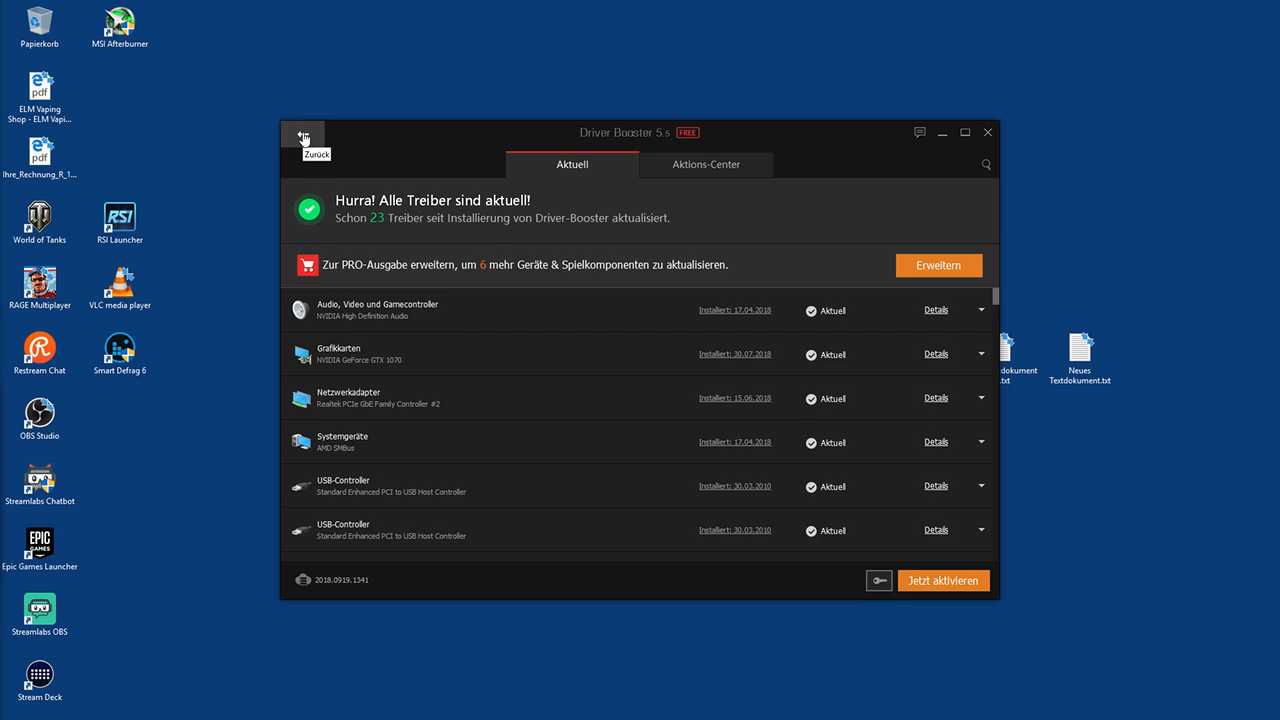 Papierkorb
MSI Afterburner
pdf
ELM Vaping
Shop - ELM Vapi...
pdf
Ihre_Rechnung_R_1...
World of Tanks
RSI
RSI Launcher
RAGE Multiplayer
VLC media player
Restream Chat
Smart Defrag 6
OBS Studio
Streamlabs Chatbot
EPIC
GAMES
Epic Games Launcher
Streamlabs OBS
Stream Deck
Zurück
Driver Booster 5.5 FREE
Aktuell
Aktions-Center
Hurra! Alle Treiber sind aktuell!
Schon 23 Treiber seit Installierung von Driver-Booster aktualisiert.
Zur PRO-Ausgabe erweitern, um 6 mehr Geräte & Spielkomponenten zu aktualisieren.
Erweitern
Audio, Video und Gamecontroller
NVIDIA High Definition Audio
Installiert: 17.04.2018
Aktuell
Details
Grafikkarten
NVIDIA GeForce GTX 1070
Installiert: 30.07.2018
Aktuell
Details
Netzwerkadapter
Realtek PCIe GbE Family Controller #2
Installiert: 15.06.2018
Aktuell
Details
Systemgeräte
AMD SMBus
Installiert: 17.04.2018
Aktuell
Details
USB-Controller
Standard Enhanced PCI to USB Host Controller
Installiert: 30.03.2010
Aktuell
Details
USB-Controller
Standard Enhanced PCI to USB Host Controller
Installiert: 30.03.2010
Aktuell
Details
2018.0919.1341
Jetzt aktivieren
dokument
.txt
Neues
Textdokument.txt